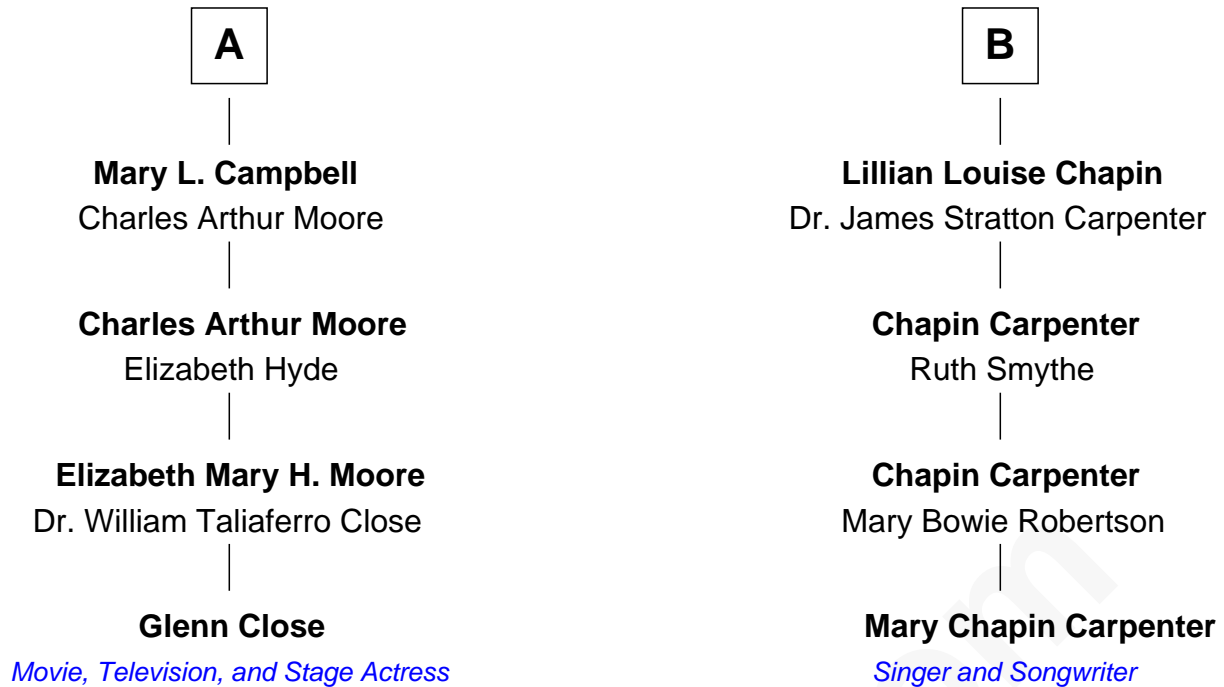 A
B
Mary L. Campbell
Charles Arthur Moore
Lillian Louise Chapin
Dr. James Stratton Carpenter
Charles Arthur Moore
Elizabeth Hyde
Chapin Carpenter
Ruth Smythe
Elizabeth Mary H. Moore
Dr. William Taliaferro Close
Chapin Carpenter
Mary Bowie Robertson
Glenn Close
Movie, Television, and Stage Actress
Mary Chapin Carpenter
Singer and Songwriter